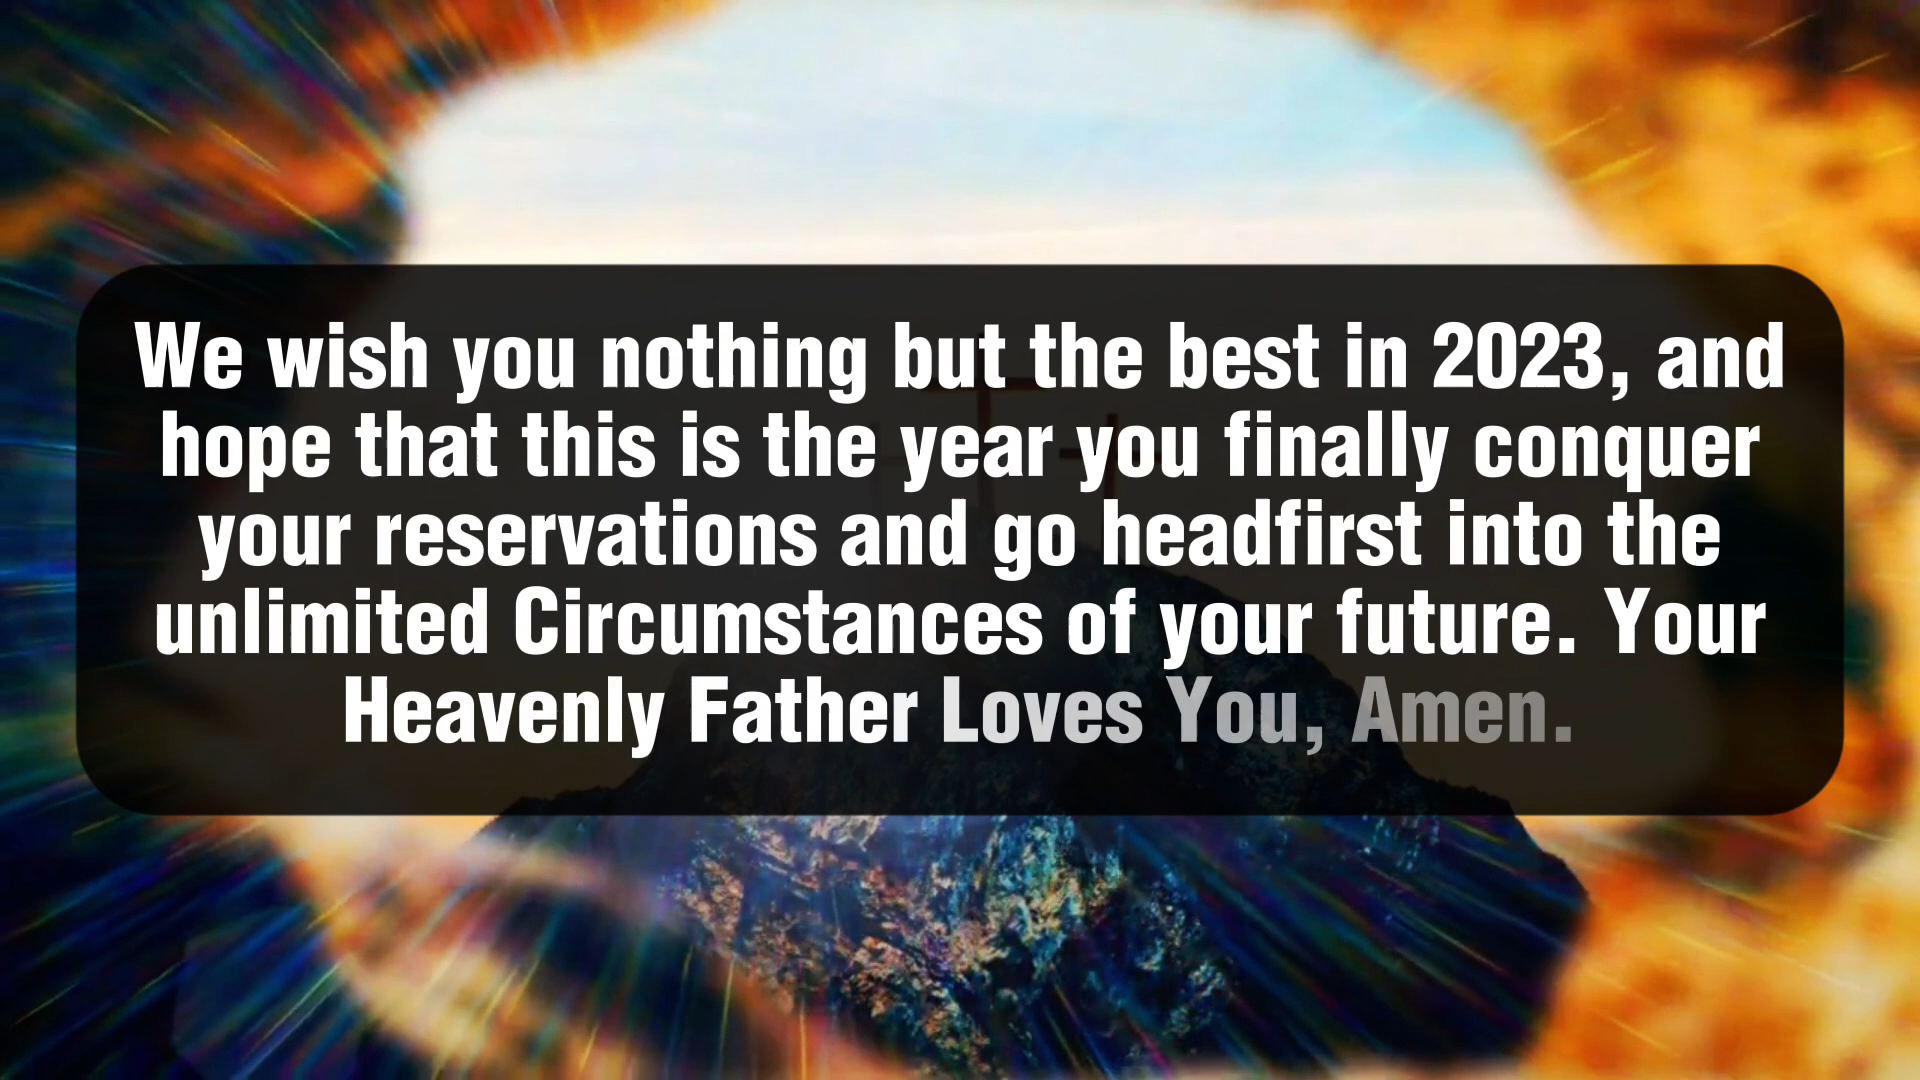 We wish you nothing but the best in 2023, and
hope that this is the year you finally conquer
your reservations and go headfirst into the
unlimited Circumstances of your future. Your
Heavenly Father Loves You, Amen.